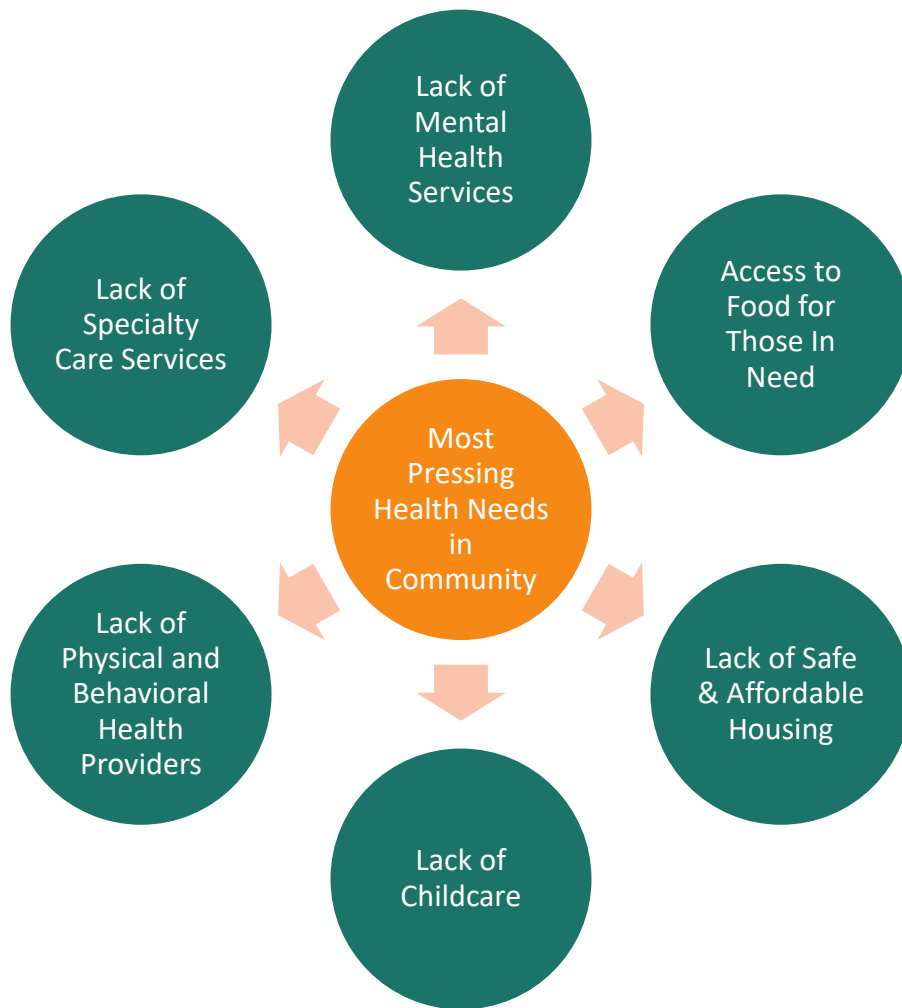 Lack of
Mental
Health
Services
Access to
Food for
Those In
Need
Lack of Safe
& Affordable
Housing
Lack of
Childcare
Lack of
Physical and
Behavioral
Health
Providers
Lack of
Specialty
Care Services
Most
Pressing
Health Needs
in
Community